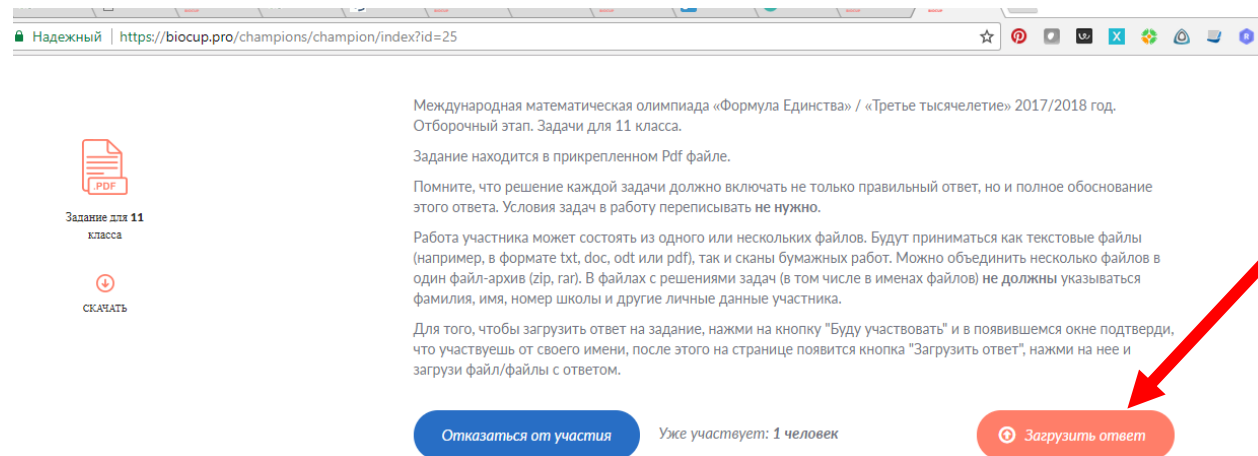 Надежный | https://biocup.pro/champions/champion/index?id=25
Международная математическая олимпиада «Формула Единства» / «Третье тысячелетие» 2017/2018 год.
Отборочный этап. Задачи для 11 класса.
Задание находится в прикрепленном Pdf файле.
.PDF
Помните, что решение каждой задачи должно включать не только правильный ответ, но и полное обоснование
этого ответа. Условия задач в работу переписывать не нужно.
Задание для 11
класса
Работа участника может состоять из одного или нескольких файлов. Будут приниматься как текстовые файлы
(например, в формате txt, doc, odt или pdf), так и сканы бумажных работ. Можно объединить несколько файлов в
один файл-архив (zip, rar). В файлах с решениями задач (в том числе в именах файлов) не должны указываться
фамилия, имя, номер школы и другие личные данные участника.
СКАЧАТЬ
Для того, чтобы загрузить ответ на задание, нажми на кнопку "Буду участвовать" и в появившемся окне подтверди,
что участвуешь от своего имени, после этого на странице появится кнопка "Загрузить ответ", нажми на нее и
загрузи файл/файлы с ответом.
Отказаться от участия
Уже участвует: 1 человек
Загрузить ответ